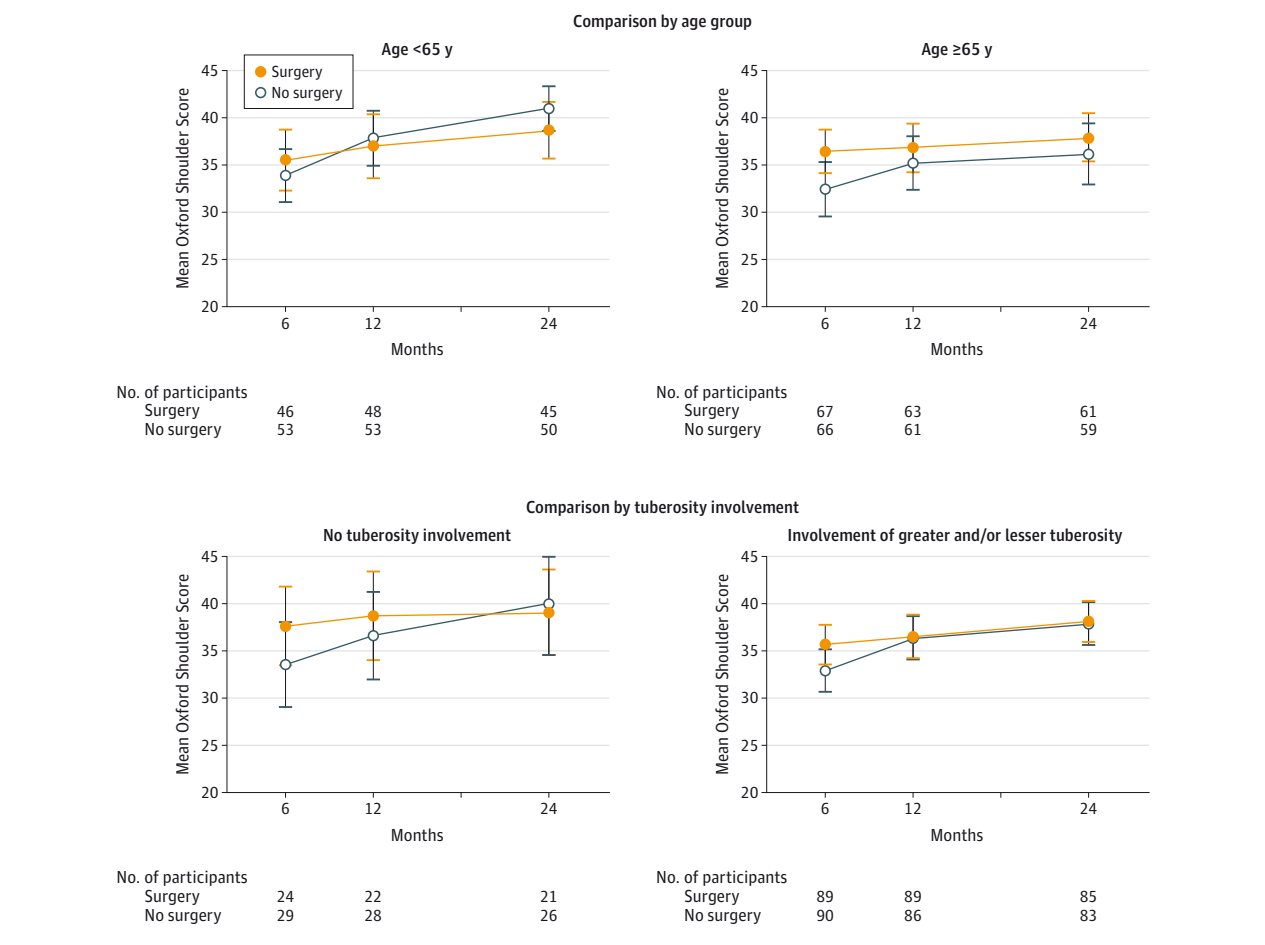 Comparison by age group
Age <65 y
Surgery
No surgery
45
40
35
30
25
20
Mean Oxford Shoulder Score
6 12 24
Months
No. of participants
Surgery 46 48 45
No surgery 53 53 50
Age ≥65 y
45
40
35
30
25
20
Mean Oxford Shoulder Score
6 12 24
Months
No. of participants
Surgery 67 63 61
No surgery 66 61 59
Comparison by tuberosity involvement
No tuberosity involvement
45
40
35
30
25
20
Mean Oxford Shoulder Score
6 12 24
Months
No. of participants
Surgery 24 22 21
No surgery 29 28 26
Involvement of greater and/or lesser tuberosity
45
40
35
30
25
20
Mean Oxford Shoulder Score
6 12 24
Months
No. of participants
Surgery 89 89 85
No surgery 90 86 83